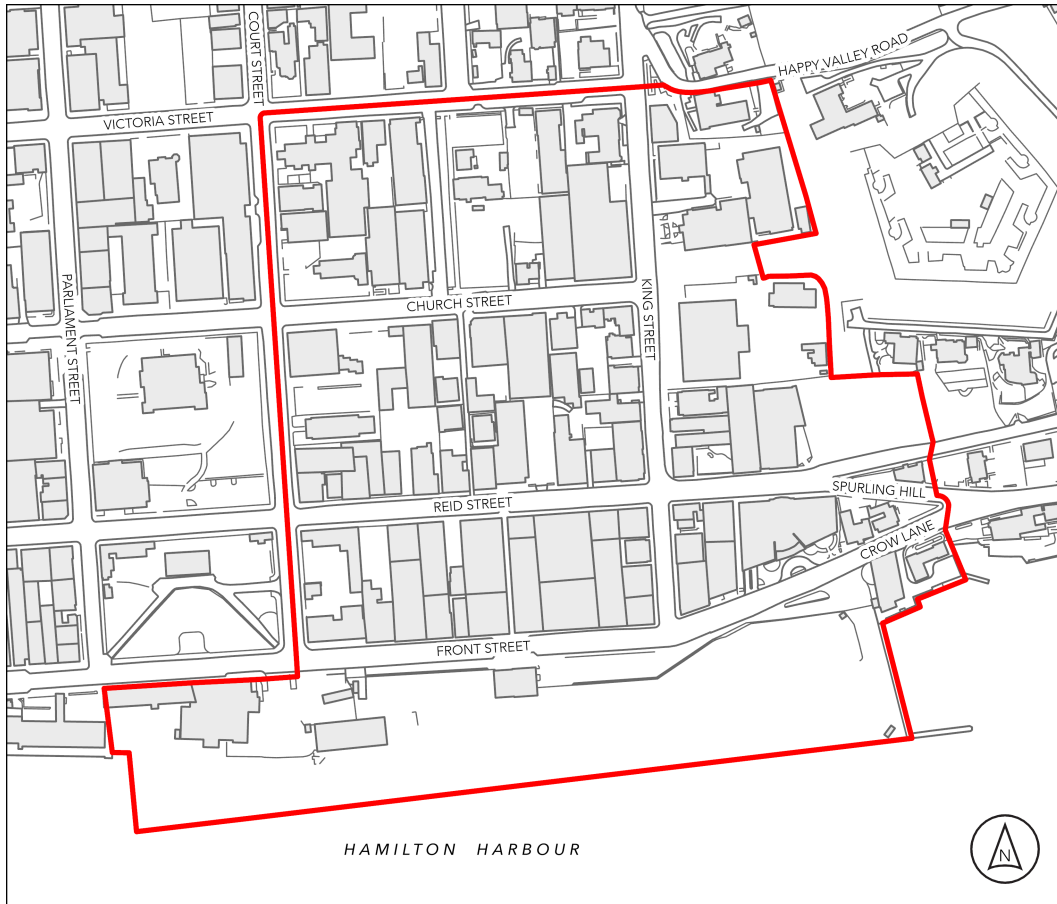 COURT STREET
HAPPY VALLEY ROAD
VICTORIA STREET
PARLIAMENT STREET
KING STREET
CHURCH STREET
REID STREET
SPURLING HILL
CROW LANE
FRONT STREET
HAMILTON HARBOUR
N